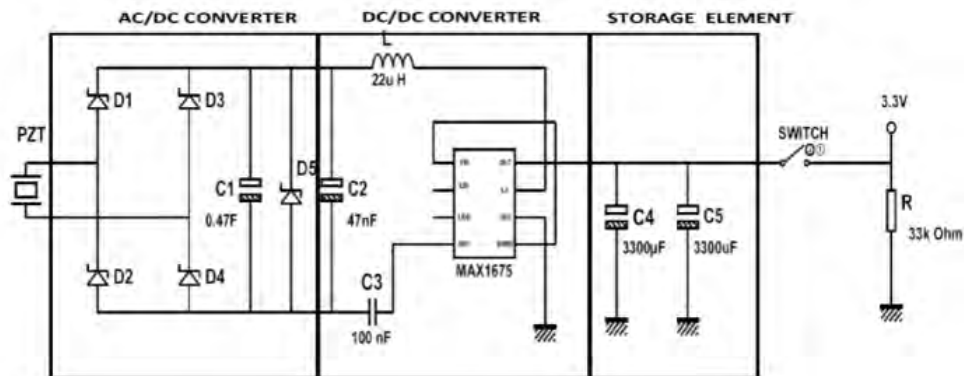 AC/DC CONVERTER
DC/DC CONVERTER
STORAGE ELEMENT
L
22u H
D1
D3
3.3V
PZT
SWITCH
D5
C1
C2
0.47F
47nF
C4
C5
R
3300µF
3300uF
33k Ohm
MAX1675
D2
D4
C3
100 nF